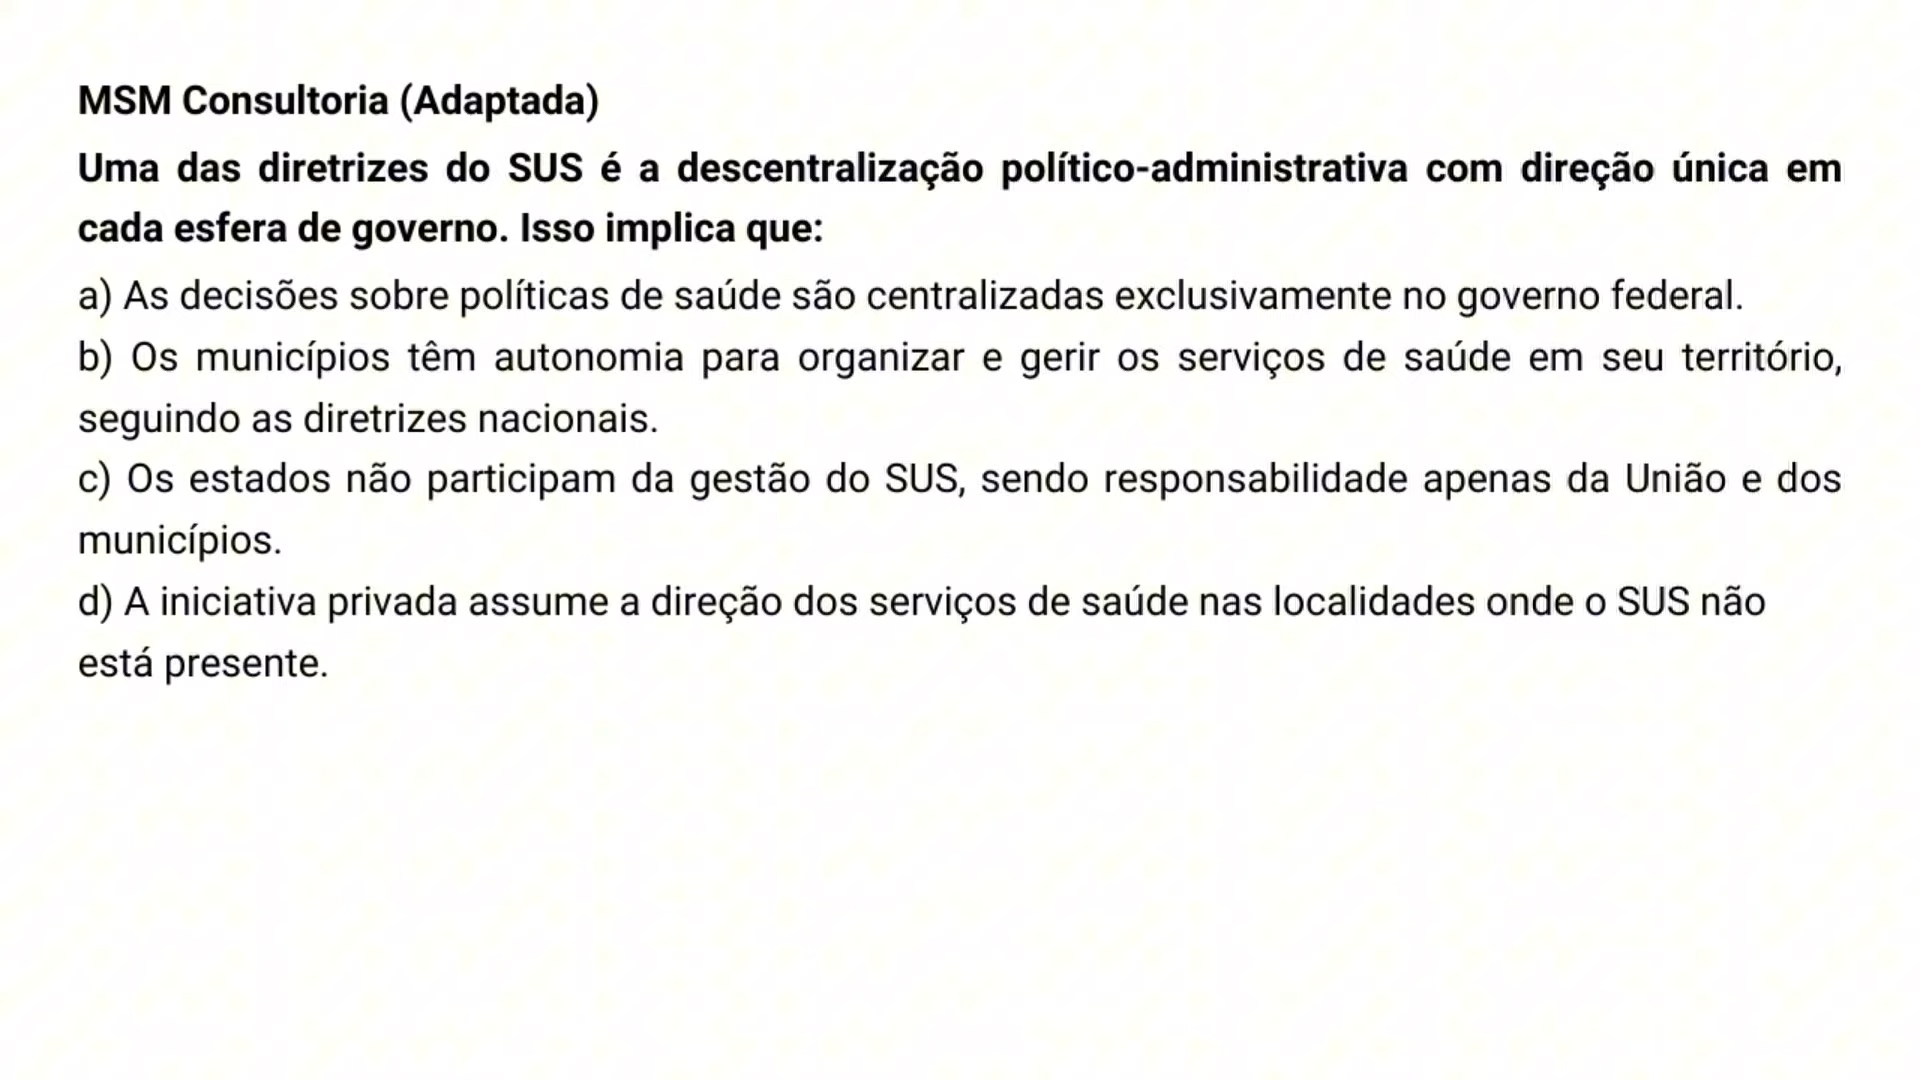 MSM Consultoria (Adaptada)
Uma das diretrizes do SUS é a descentralização político-administrativa com direção única em
cada esfera de governo. Isso implica que:
a) As decisões sobre políticas de saúde são centralizadas exclusivamente no governo federal.
b) Os municípios têm autonomia para organizar e gerir os serviços de saúde em seu território,
seguindo as diretrizes nacionais.
c) Os estados não participam da gestão do SUS, sendo responsabilidade apenas da União e dos
municípios.
d) A iniciativa privada assume a direção dos serviços de saúde nas localidades onde o SUS não
está presente.